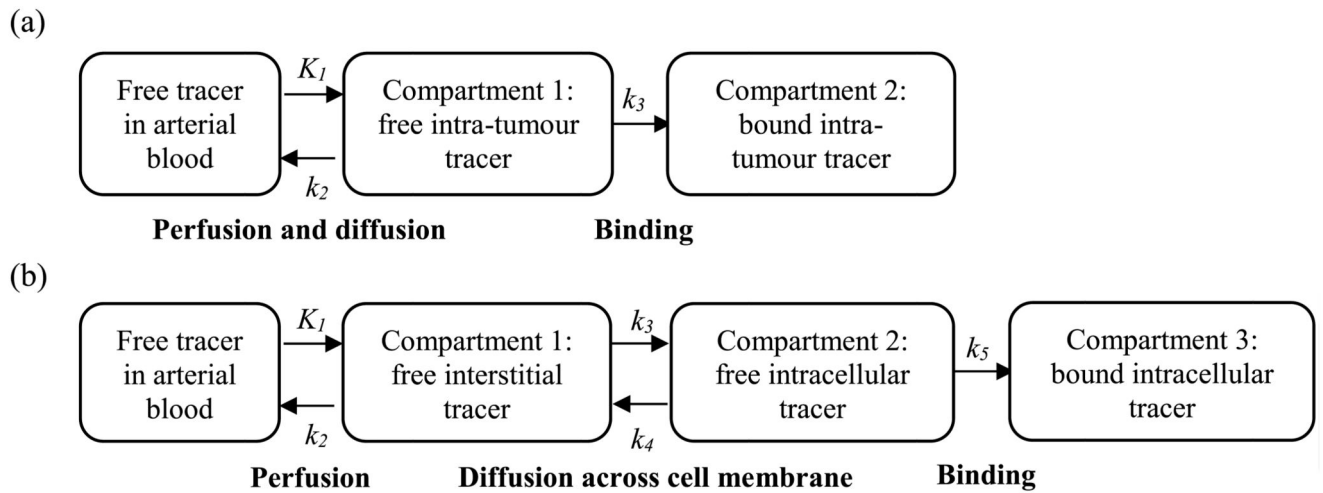 (a)
Free tracer
in arterial
blood
K1
k2
Compartment 1:
free intra-tumour
tracer
k3
Compartment 2:
bound intra-
tumour tracer
Perfusion and diffusion
Binding
(b)
Free tracer
in arterial
blood
K1
k2
Compartment 1:
free interstitial
tracer
k3
k4
Compartment 2:
free intracellular
tracer
k5
Compartment 3:
bound intracellular
tracer
Perfusion
Diffusion across cell membrane
Binding